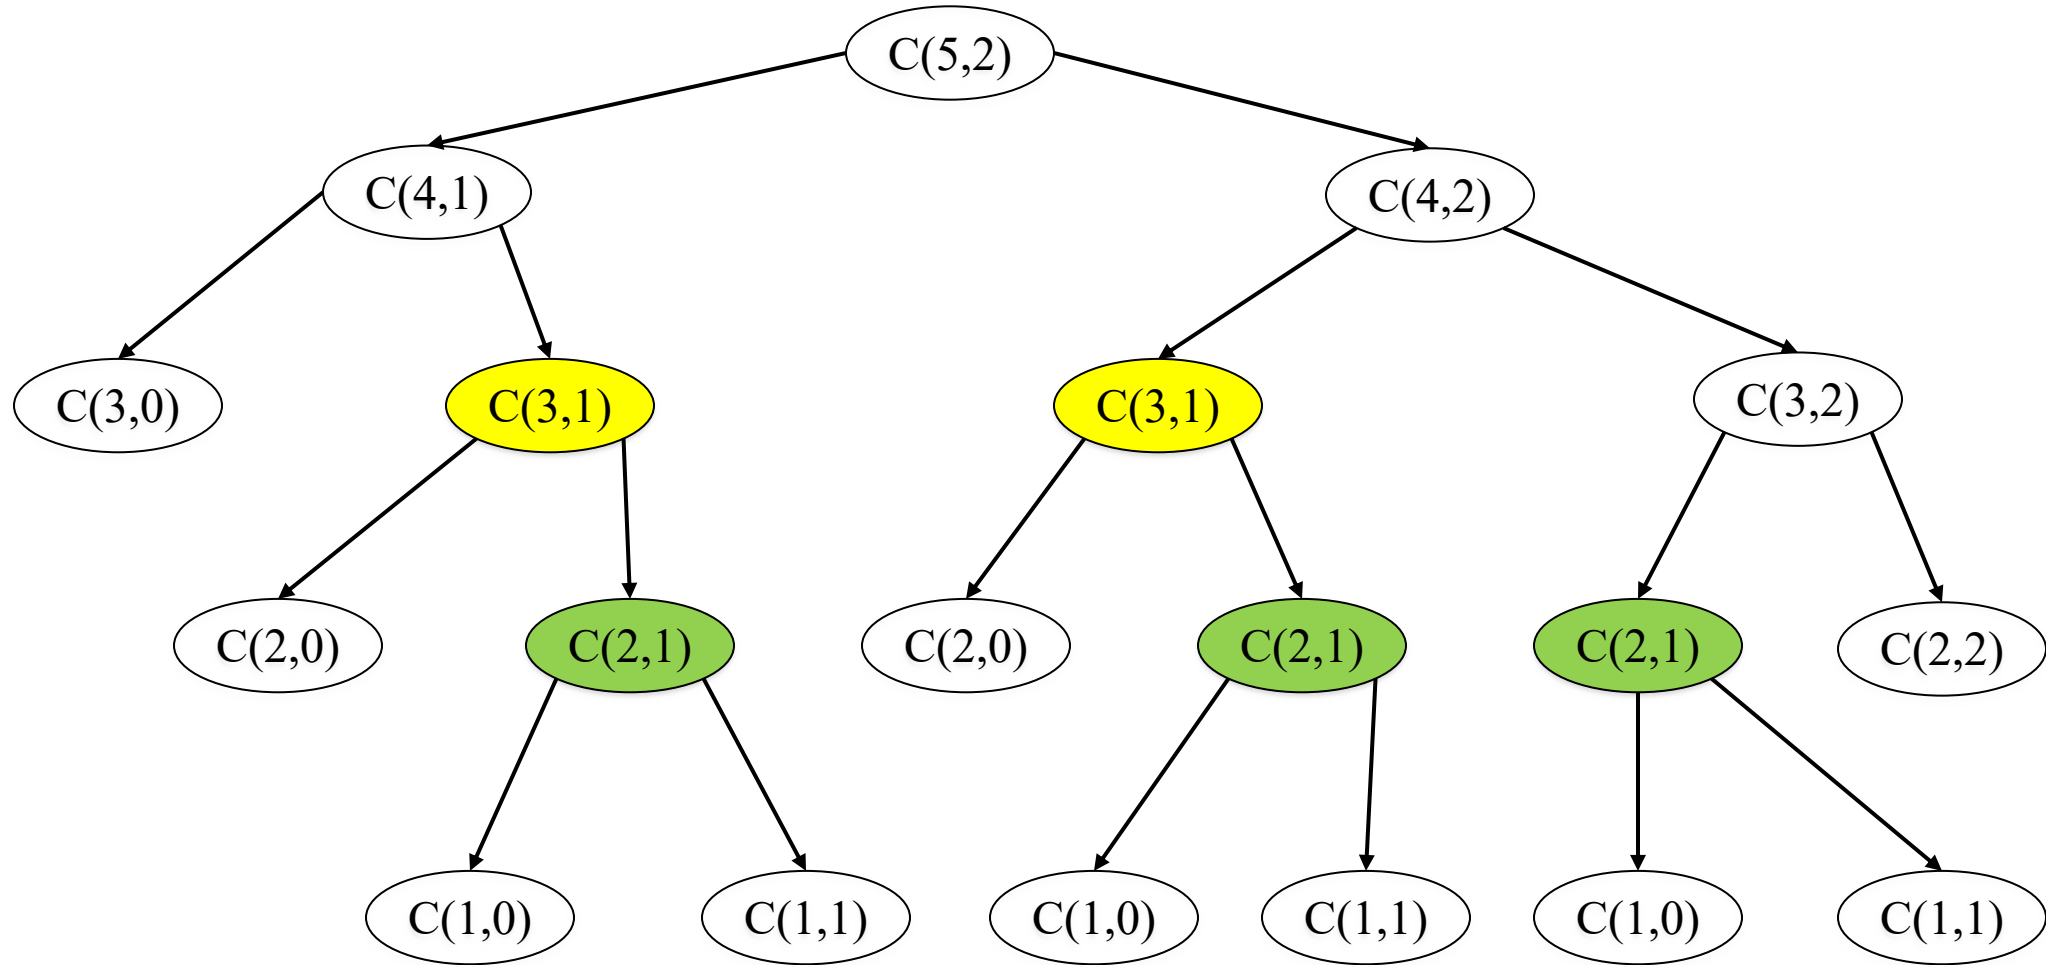 C(5,2)
C(4,1)
C(4,2)
C(3,0)
C(3,1)
C(3,1)
C(3,2)
C(2,0)
C(2,1)
C(2,0)
C(2,1)
C(2,1)
C(2,2)
C(1,0)
C(1,1)
C(1,0)
C(1,1)
C(1,0)
C(1,1)